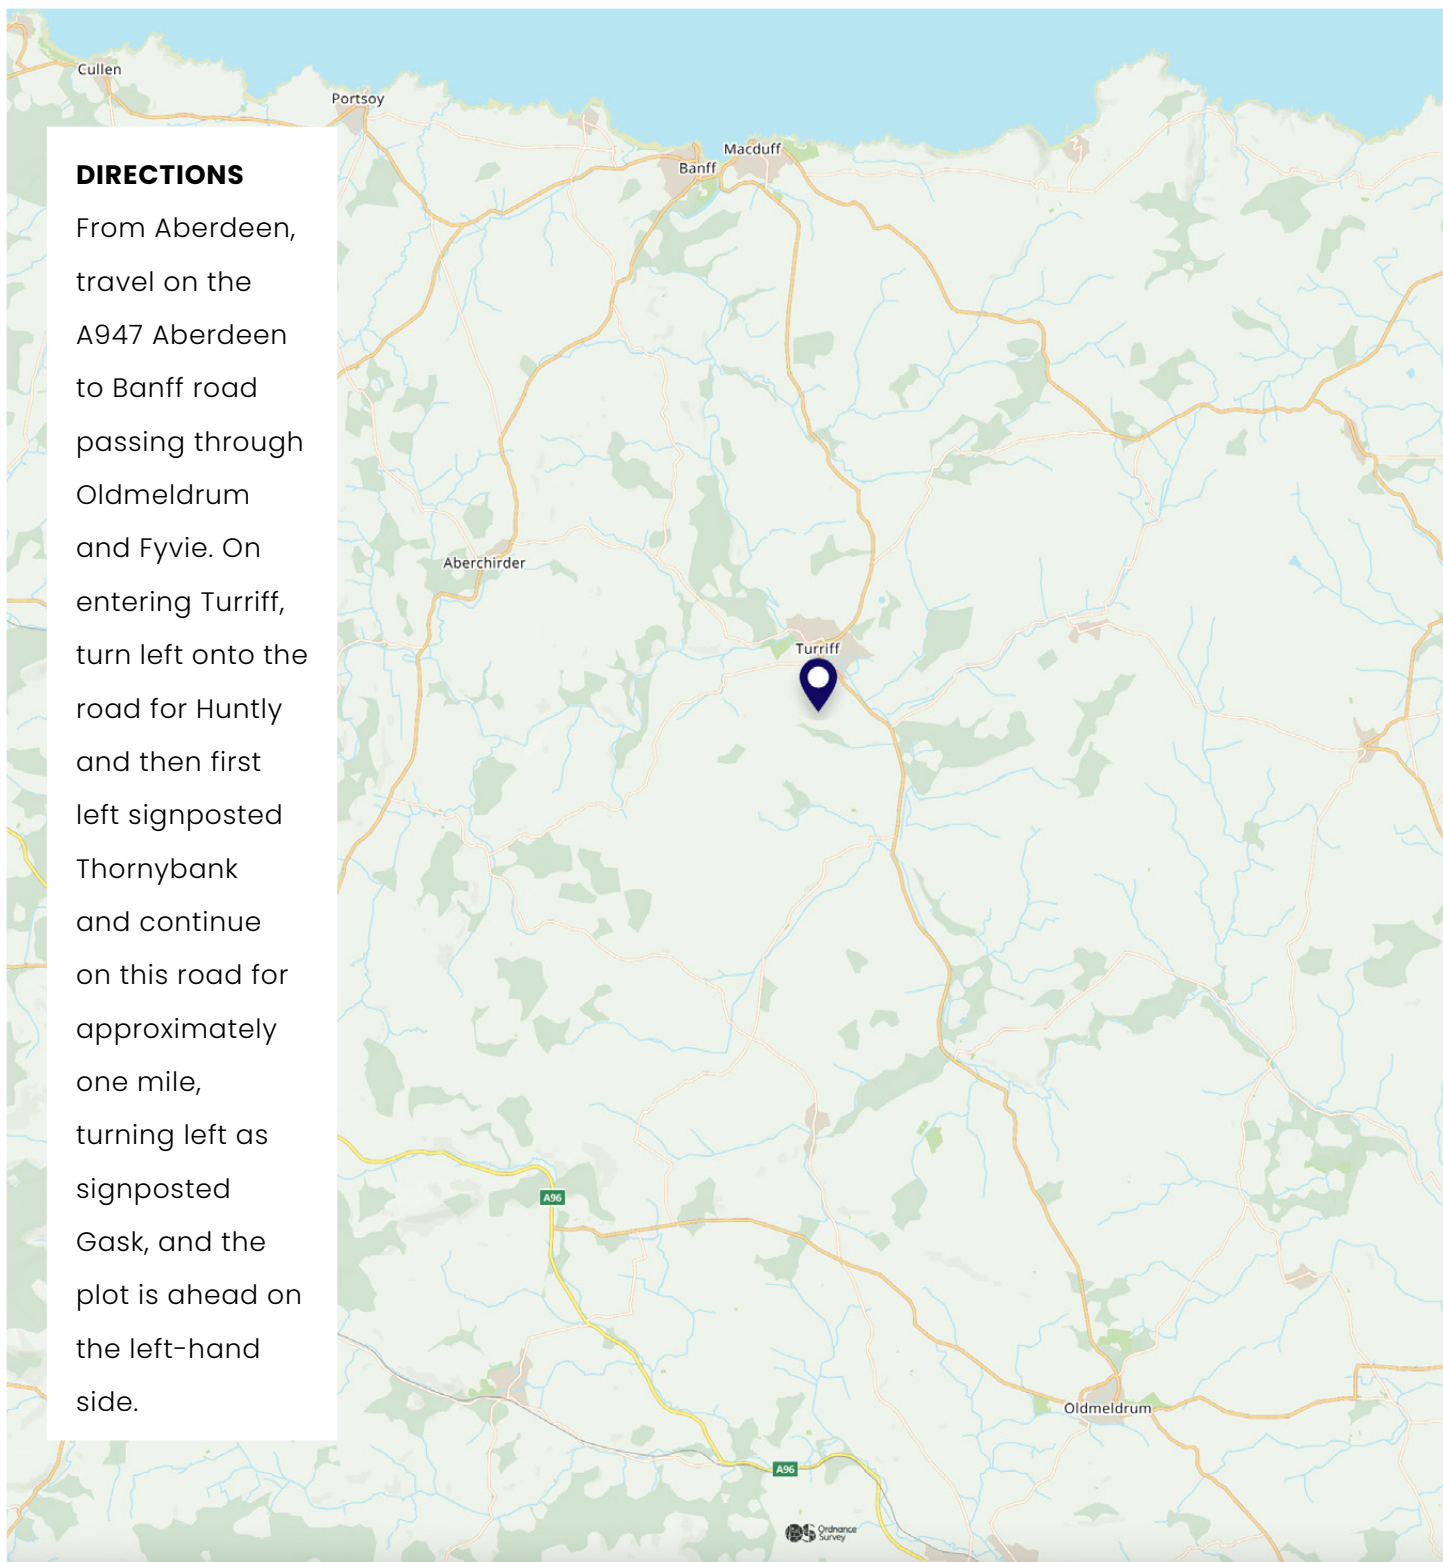 Cullen
Portsoy
Macduff
Banff
DIRECTIONS
From Aberdeen,
travel on the
A947 Aberdeen
to Banff road
passing through
Oldmeldrum
and Fyvie. On
entering Turriff,
turn left onto the
road for Huntly
and then first
left signposted
Thornybank
and continue
on this road for
approximately
one mile,
turning left as
signposted
Gask, and the
plot is ahead on
the left-hand
side.
Aberchirder
Turriff
A96
Oldmeldrum
A96
OS Ordnance
Survey